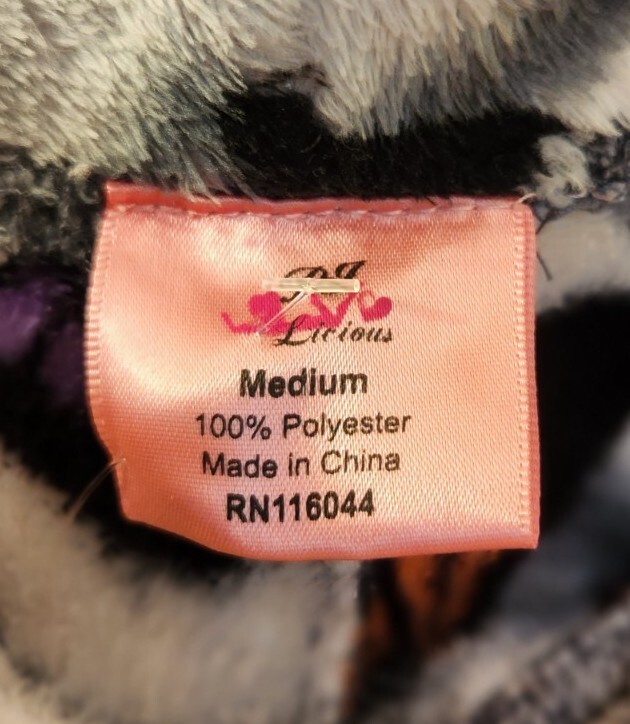 PJ
Licious
Medium
100% Polyester
Made in China
RN116044